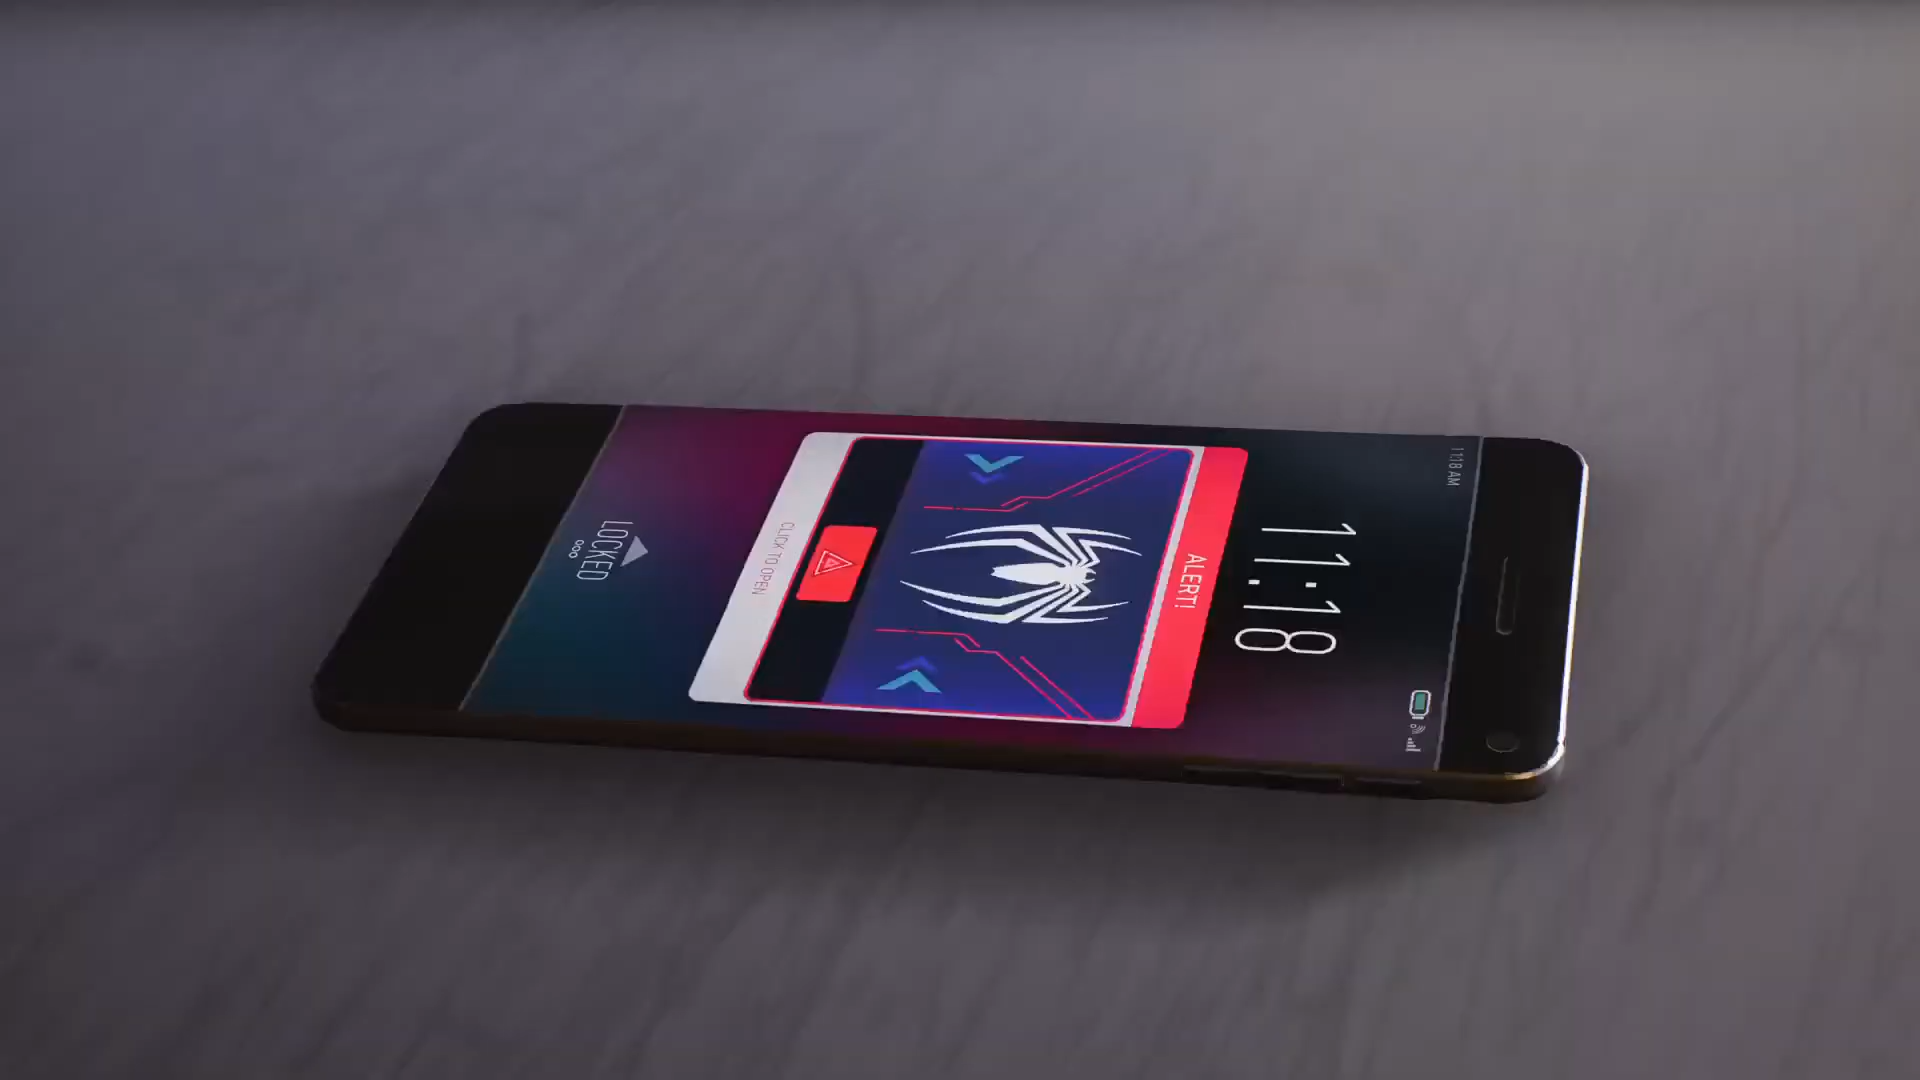 11:18 AM
11:18
ALERT!
CLICK TO OPEN
LOCKED